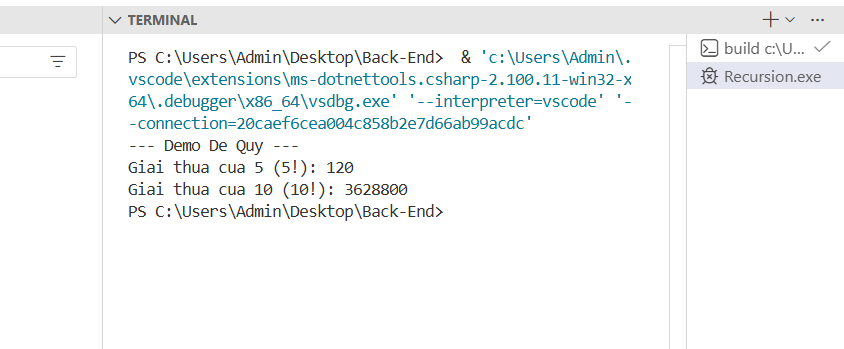 TERMINAL
PS C:\Users\Admin\Desktop\Back-End>  & 'c:\Users\Admin\.
vscode\extensions\ms-dotnettools.csharp-2.100.11-win32-x
64\.debugger\x86_64\vsdbg.exe' '--interpreter=vscode' '-
-connection=20caef6cea004c858b2e7d66ab99acdc'
--- Demo De Quy ---
Giai thua cua 5 (5!): 120
Giai thua cua 10 (10!): 3628800
PS C:\Users\Admin\Desktop\Back-End>
build c:\U...
Recursion.exe